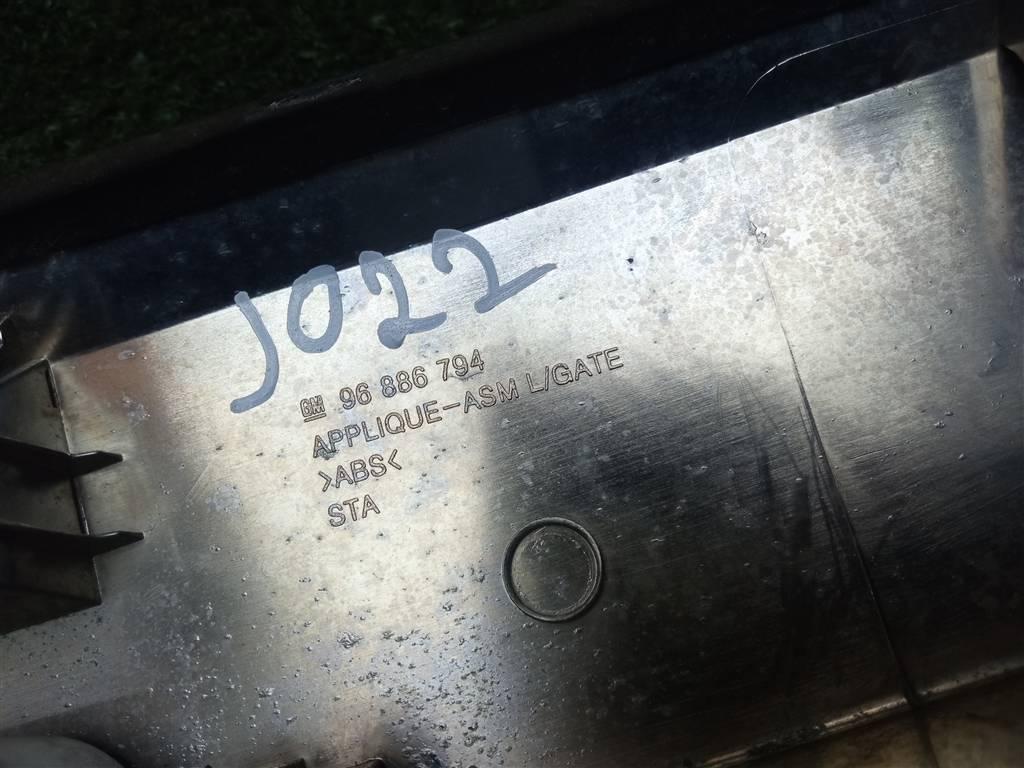 J022
GM 96 886 794
APPLIQUE-ASM L/GATE
>ABS<
STA